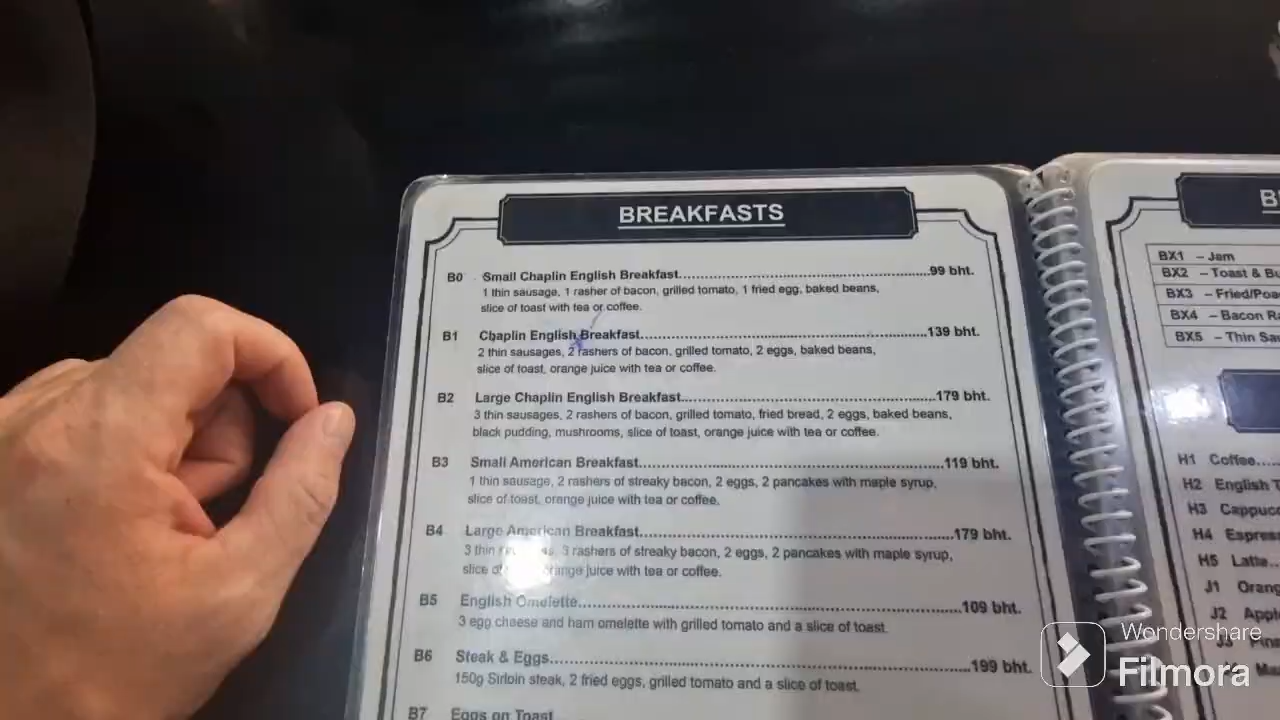 BREAKFASTS
B0 Small Chaplin English Breakfast.....99 bht.
1 thin sausage, 1 rasher of bacon, grilled tomato, 1 fried egg, baked beans,
slice of toast with tea or coffee.
B1 Chaplin English Breakfast.....139 bht.
2 thin sausages, 2 rashers of bacon, grilled tomato, 2 eggs, baked beans,
slice of toast, orange juice with tea or coffee.
B2 Large Chaplin English Breakfast.....179 bht.
3 thin sausages, 2 rashers of bacon, grilled tomato, fried bread, 2 eggs, baked beans,
black pudding, mushrooms, slice of toast, orange juice with tea or coffee.
B3 Small American Breakfast.....119 bht.
1 thin sausage, 2 rashers of streaky bacon, 2 eggs, 2 pancakes with maple syrup,
slice of toast, orange juice with tea or coffee.
B4 Large American Breakfast.....179 bht.
3 thin 3 rashers of streaky bacon, 2 eggs, 2 pancakes with maple syrup,
slice juice with tea or coffee.
B5 English Omelette.....109 bht.
3 egg cheese and ham omelette with grilled tomato and a slice of toast.
B6 Steak & Eggs.....199 bht.
150g Sirloin steak, 2 fried eggs, grilled tomato and a slice of toast.
B7 Eggs on Toast
BX1 – Jam
BX2 – Toast &
BX3 – Fried/
BX4 – Bacon
BX5 – Thin
H1 Coffee....
H2 English
H3
H4
H5 Latte..
J1
J2
J3
Wondershare
Filmora